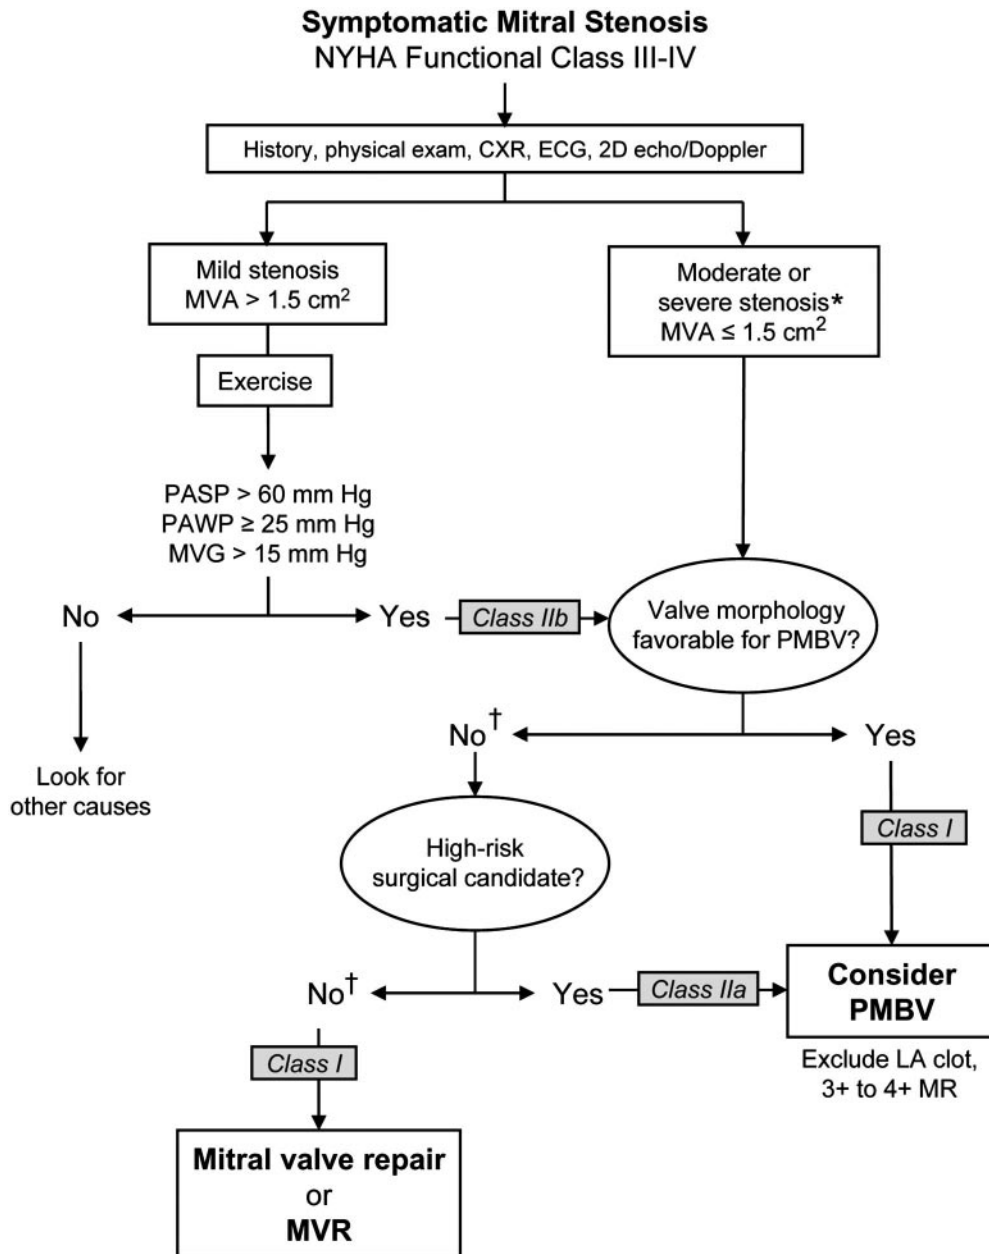 Symptomatic Mitral Stenosis
NYHA Functional Class III-IV
History, physical exam, CXR, ECG, 2D echo/Doppler
Mild stenosis
MVA > 1.5 cm²
Moderate or
severe stenosis*
MVA ≤ 1.5 cm²
Exercise
PASP > 60 mm Hg
PAWP ≥ 25 mm Hg
MVG > 15 mm Hg
No
Yes
Class IIb
Valve morphology
favorable for PMBV?
Look for
other causes
No†
Yes
Class I
High-risk
surgical candidate?
No†
Yes
Class IIa
Consider
PMBV
Exclude LA clot,
3+ to 4+ MR
Class I
Mitral valve repair
or
MVR